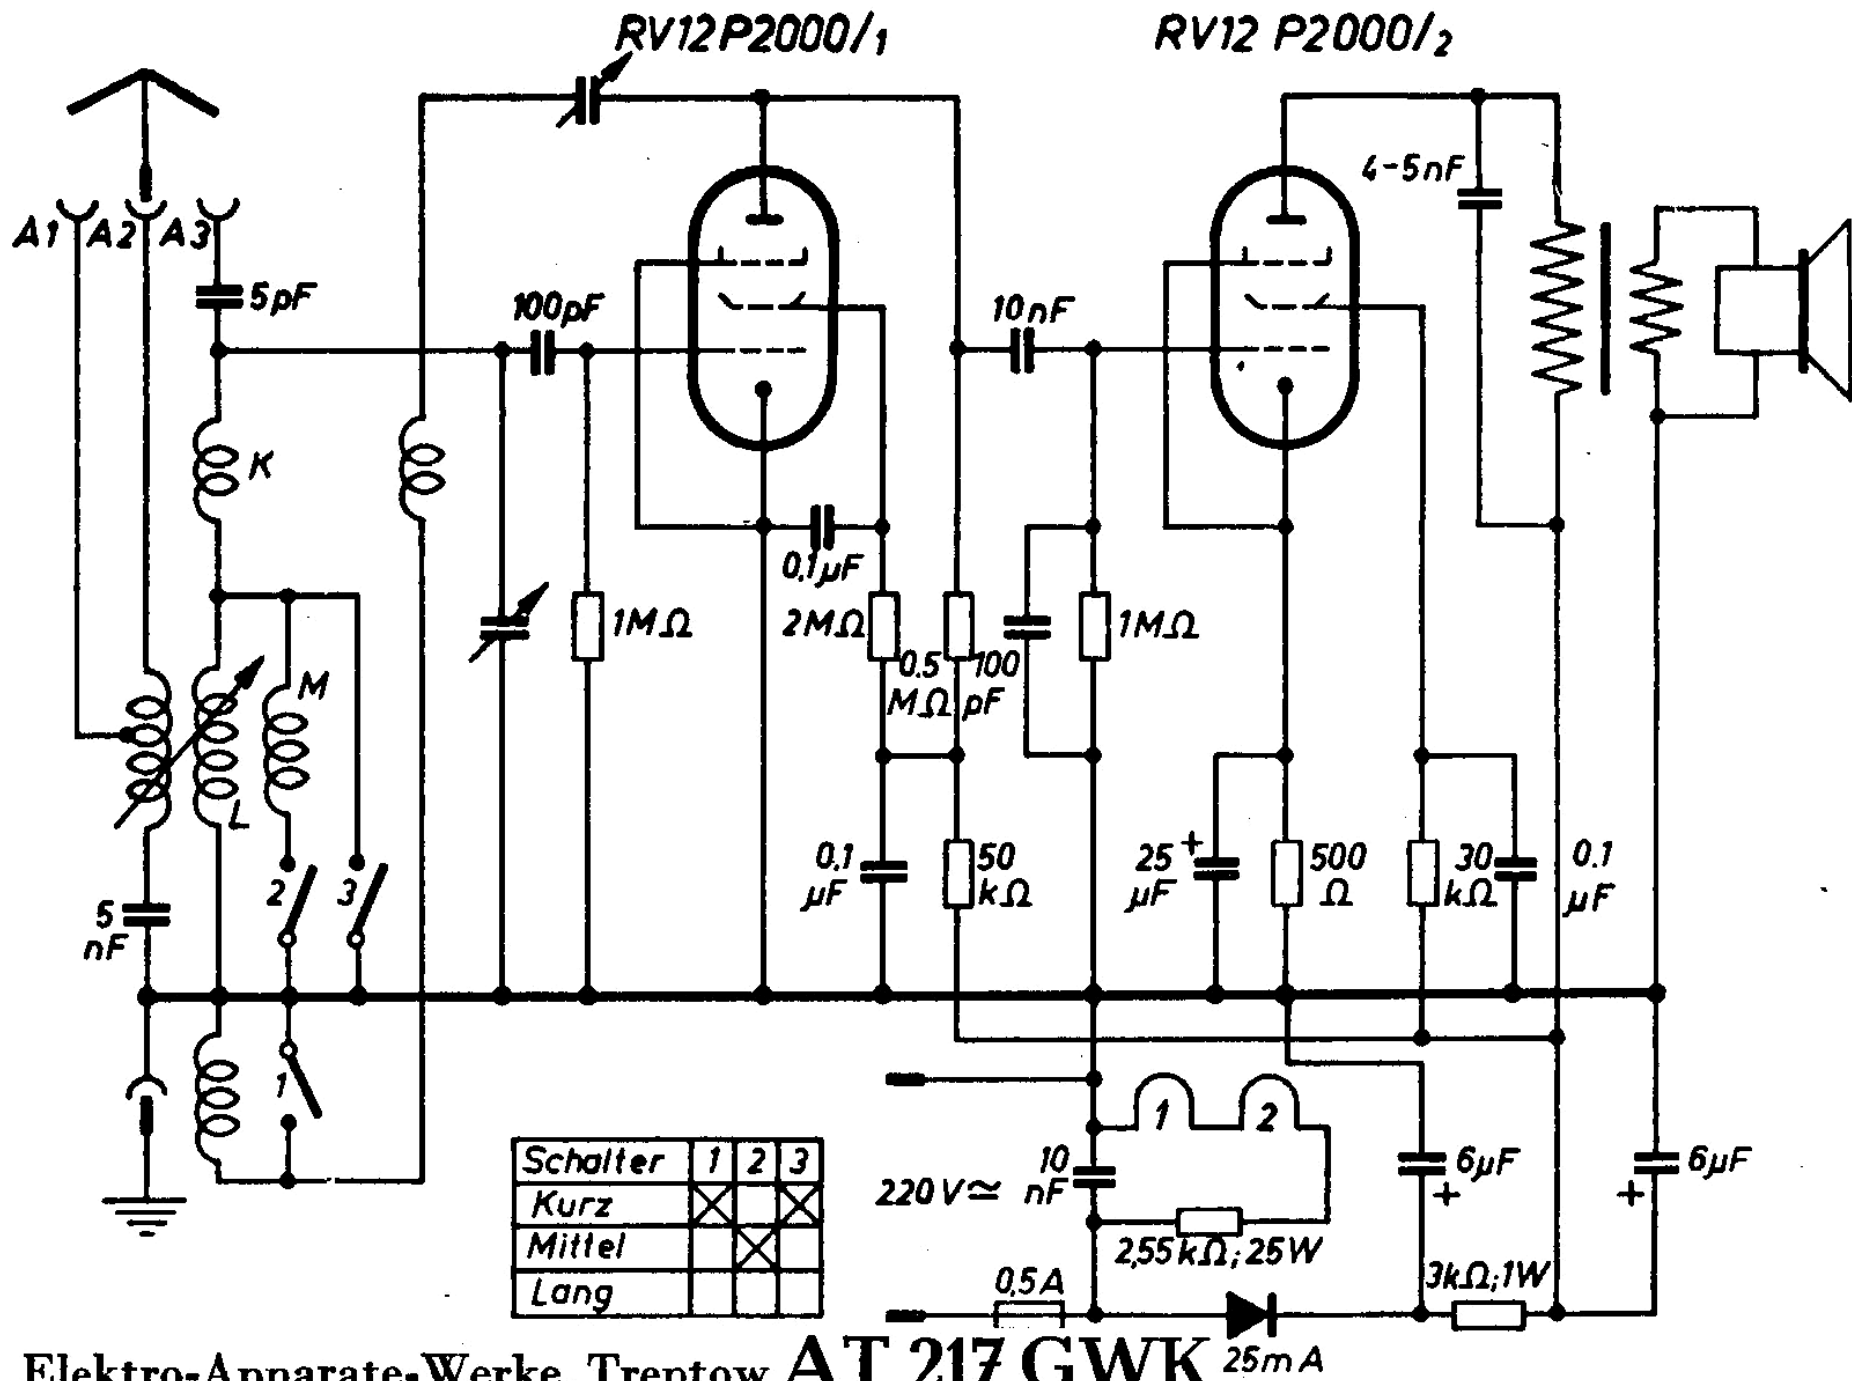 RV12P2000/1
RV12 P2000/2
A1 A2 A3
5pF
100pF
10nF
4-5nF
K
0,1µF
1MΩ
2MΩ
0.5 MΩ
100 pF
1MΩ
M
L
5 nF
2
3
1
0.1 µF
50 kΩ
25 µF
+
500 Ω
30 kΩ
0.1 µF
1
2
Schalter 1 2 3
Kurz
Mittel
Lang
220V≃
10 nF
2,55kΩ; 25W
6µF
+
6µF
+
0,5A
3kΩ;1W
25mA
Elektro-Apparate-Werke, Treptow AT 217 GWK